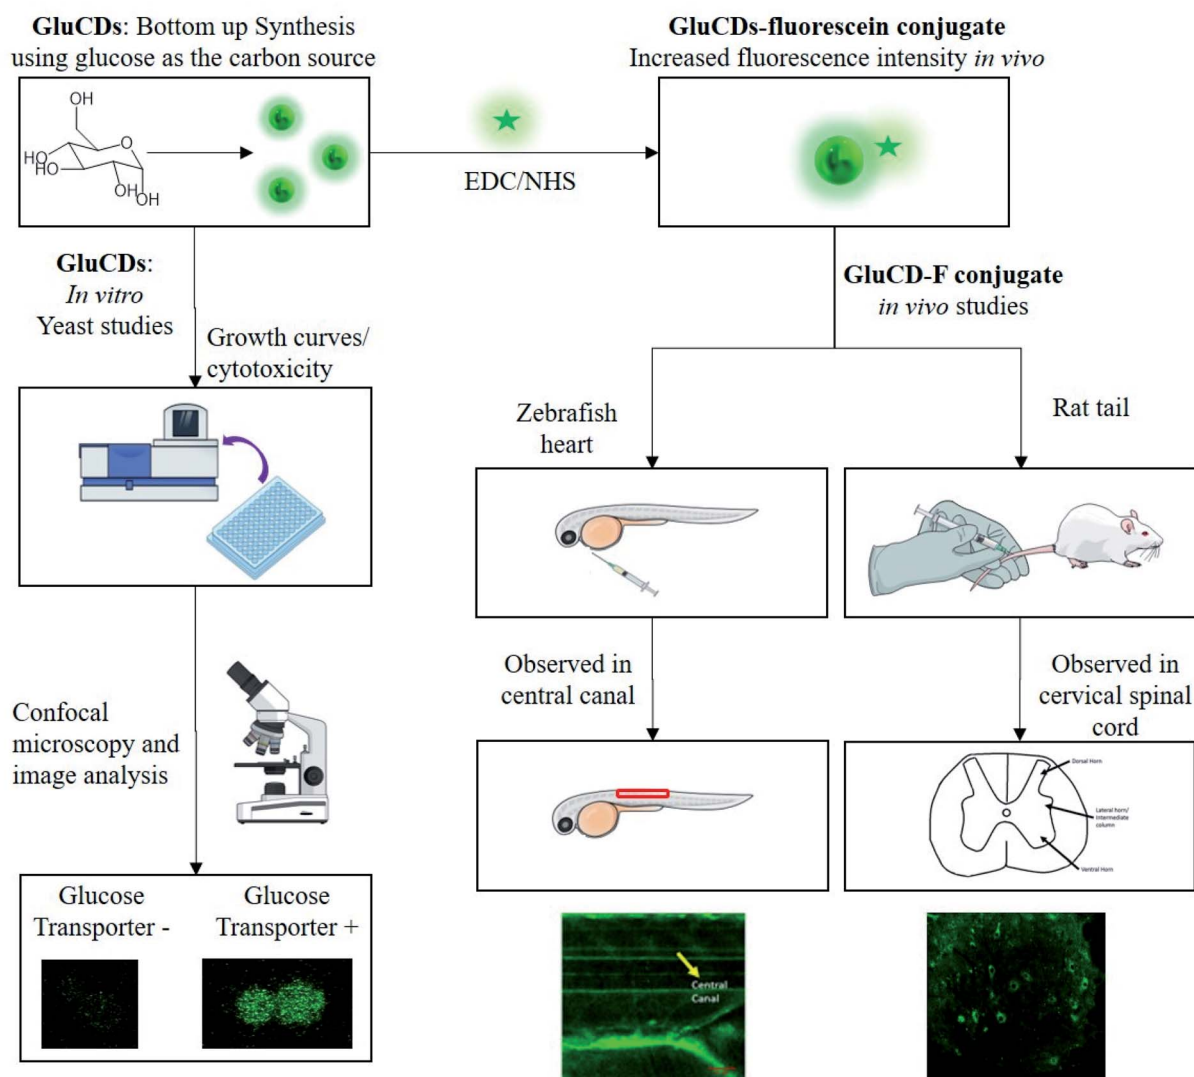 GluCDs: Bottom up Synthesis
using glucose as the carbon source
OH
O
HO
HO
OH
OH
EDC/NHS
GluCDs-fluorescein conjugate
Increased fluorescence intensity in vivo
GluCDs:
In vitro
Yeast studies
Growth curves/
cytotoxicity
Confocal
microscopy and
image analysis
Glucose
Transporter -
Glucose
Transporter +
GluCD-F conjugate
in vivo studies
Zebrafish
heart
Observed in
central canal
Central
Canal
Rat tail
Observed in
cervical spinal
cord
Dorsal Horn
Lateral horn/
Intermediate
column
Ventral Horn